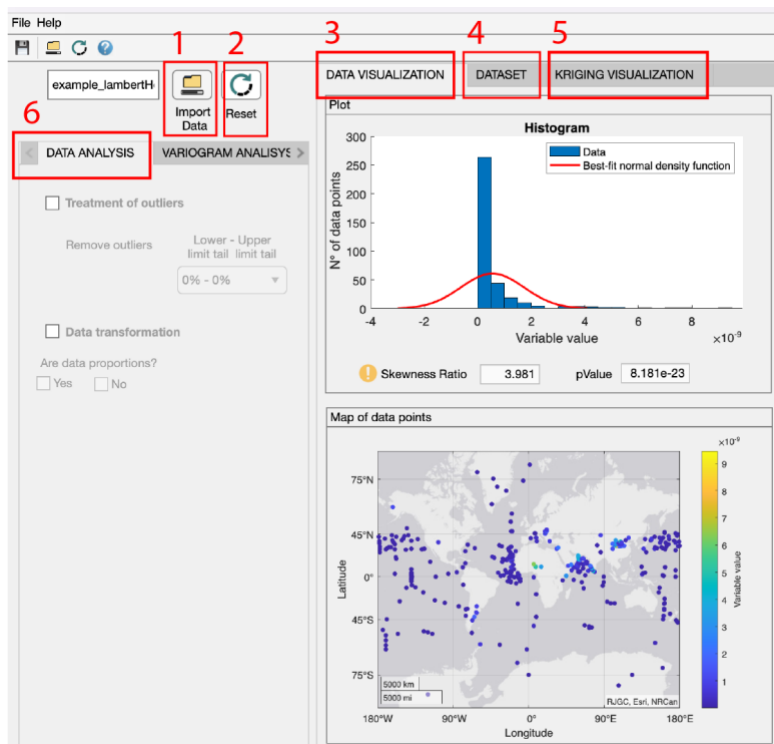 File Help
1
2
3
4
5
6
example_lambertH
Import
Data
Reset
DATA VISUALIZATION
DATASET
KRIGING VISUALIZATION
DATA ANALYSIS
VARIOGRAM ANALISYS
Treatment of outliers
Remove outliers
Lower - Upper
limit tail limit tail
0% - 0%
Data transformation
Are data proportions?
Yes No
Plot
Histogram
Data
Best-fit normal density function
N° of data points
300
250
200
150
100
50
0
-4 -2 0 2 4 6 8
Variable value
×10⁻⁹
Skewness Ratio 3.981 pValue 8.181e-23
Map of data points
×10⁻⁹
9
8
7
6
5
4
3
2
1
Variable value
Latitude
75°N
45°N
0°
45°S
75°S
5000 km
5000 mi
RJGC, Esri, NRCan
180°W 90°W 0° 90°E 180°E
Longitude